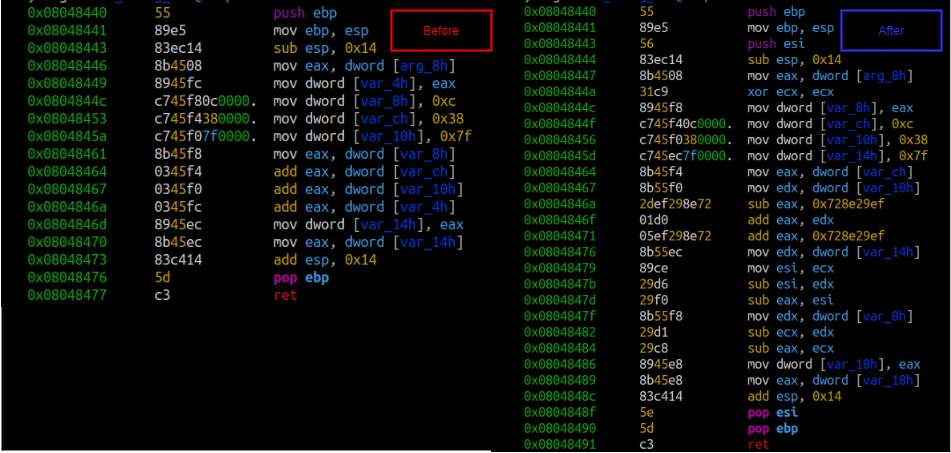 0x08048440 55 push ebp
0x08048441 89e5 mov ebp, esp
0x08048443 83ec14 sub esp, 0x14
0x08048446 8b4508 mov eax, dword [arg_8h]
0x08048449 8945fc mov dword [var_4h], eax
0x0804844c c745f80c0000. mov dword [var_8h], 0xc
0x08048453 c745f4380000. mov dword [var_ch], 0x38
0x0804845a c745f07f0000. mov dword [var_10h], 0x7f
0x08048461 8b45f8 mov eax, dword [var_8h]
0x08048464 0345f4 add eax, dword [var_ch]
0x08048467 0345f0 add eax, dword [var_10h]
0x0804846a 0345fc add eax, dword [var_4h]
0x0804846d 8945ec mov dword [var_14h], eax
0x08048470 8b45ec mov eax, dword [var_14h]
0x08048473 83c414 add esp, 0x14
0x08048476 5d pop ebp
0x08048477 c3 ret
Before
0x08048440 55 push ebp
0x08048441 89e5 mov ebp, esp
0x08048443 56 push esi
0x08048444 83ec14 sub esp, 0x14
0x08048447 8b4508 mov eax, dword [arg_8h]
0x0804844a 31c9 xor ecx, ecx
0x0804844c 8945f8 mov dword [var_8h], eax
0x0804844f c745f40c0000. mov dword [var_ch], 0xc
0x08048456 c745f0380000. mov dword [var_10h], 0x38
0x0804845d c745ec7f0000. mov dword [var_14h], 0x7f
0x08048464 8b45f4 mov eax, dword [var_ch]
0x08048467 8b55f0 mov edx, dword [var_10h]
0x0804846a 2def298e72 sub eax, 0x728e29ef
0x0804846f 01d0 add eax, edx
0x08048471 05ef298e72 add eax, 0x728e29ef
0x08048476 8b55ec mov edx, dword [var_14h]
0x08048479 89ce mov esi, ecx
0x0804847b 29d6 sub esi, edx
0x0804847d 29f0 sub eax, esi
0x0804847f 8b55f8 mov edx, dword [var_8h]
0x08048482 29d1 sub ecx, edx
0x08048484 29c8 sub eax, ecx
0x08048486 8945e8 mov dword [var_18h], eax
0x08048489 8b45e8 mov eax, dword [var_18h]
0x0804848c 83c414 add esp, 0x14
0x0804848f 5e pop esi
0x08048490 5d pop ebp
0x08048491 c3 ret
After